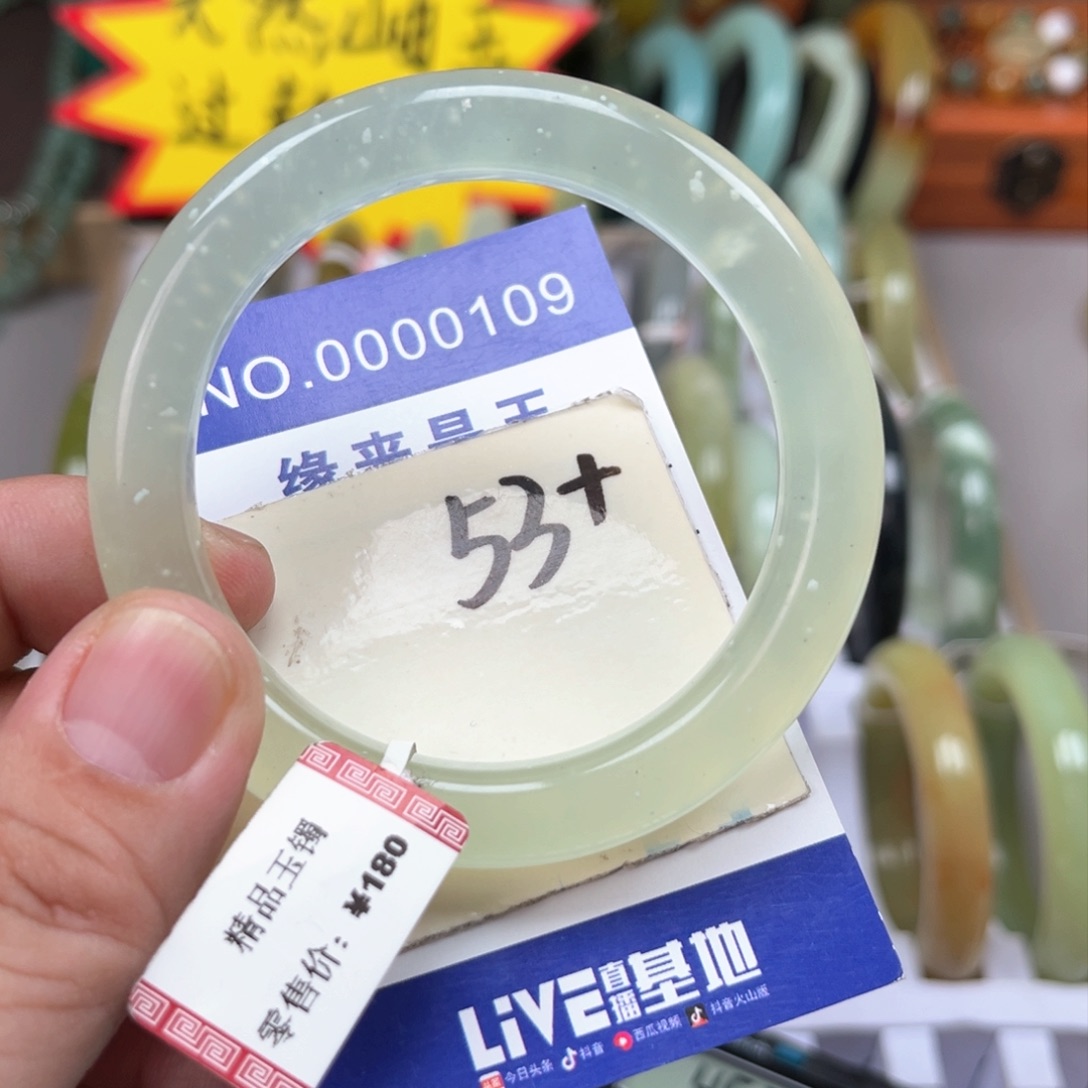 NO.0000109
缘来是玉
53+
精品玉镯
零售价: ¥180
LiVE直播基地
今日头条 抖音 西瓜视频 抖音火山版